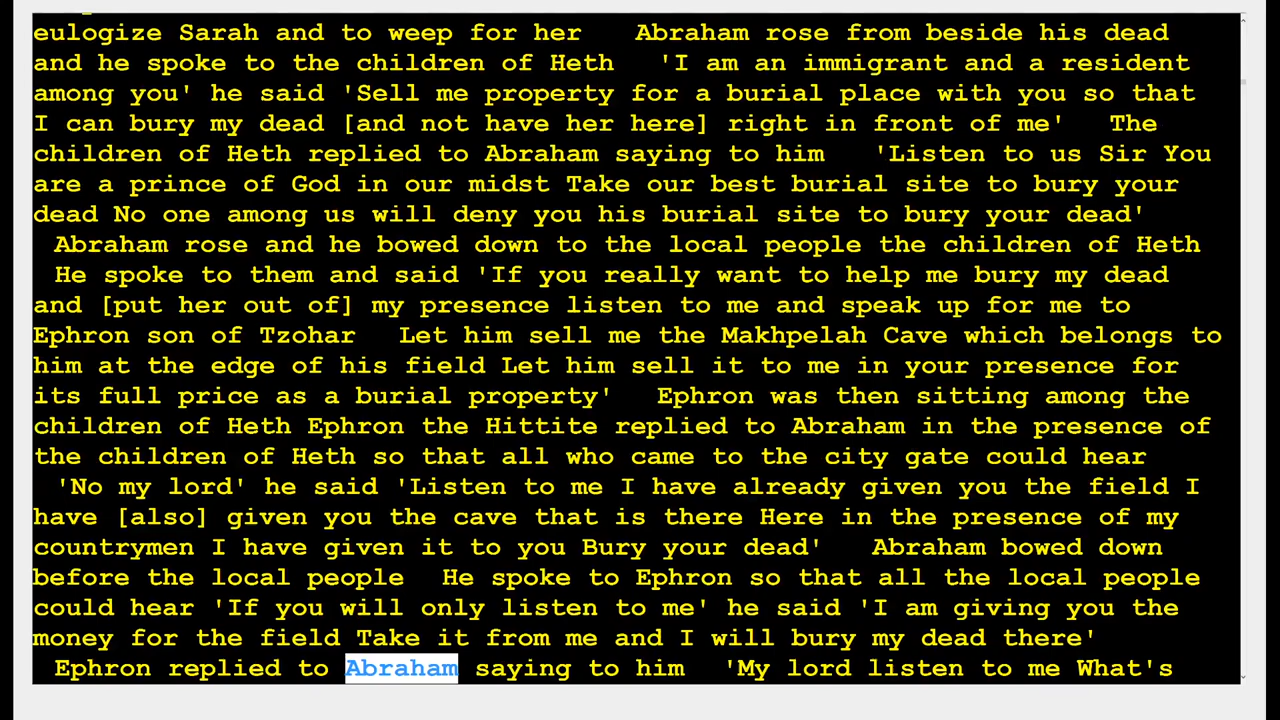 eulogize Sarah and to weep for her   Abraham rose from beside his dead
and he spoke to the children of Heth   'I am an immigrant and a resident
among you' he said 'Sell me property for a burial place with you so that
I can bury my dead [and not have her here] right in front of me'   The
children of Heth replied to Abraham saying to him   'Listen to us Sir You
are a prince of God in our midst Take our best burial site to bury your
dead No one among us will deny you his burial site to bury your dead'
Abraham rose and he bowed down to the local people the children of Heth
He spoke to them and said 'If you really want to help me bury my dead
and [put her out of] my presence listen to me and speak up for me to
Ephron son of Tzohar   Let him sell me the Makhpelah Cave which belongs to
him at the edge of his field Let him sell it to me in your presence for
its full price as a burial property'   Ephron was then sitting among the
children of Heth Ephron the Hittite replied to Abraham in the presence of
the children of Heth so that all who came to the city gate could hear
'No my lord' he said 'Listen to me I have already given you the field I
have [also] given you the cave that is there Here in the presence of my
countrymen I have given it to you Bury your dead'   Abraham bowed down
before the local people   He spoke to Ephron so that all the local people
could hear 'If you will only listen to me' he said 'I am giving you the
money for the field Take it from me and I will bury my dead there'
Ephron replied to Abraham saying to him   'My lord listen to me What's